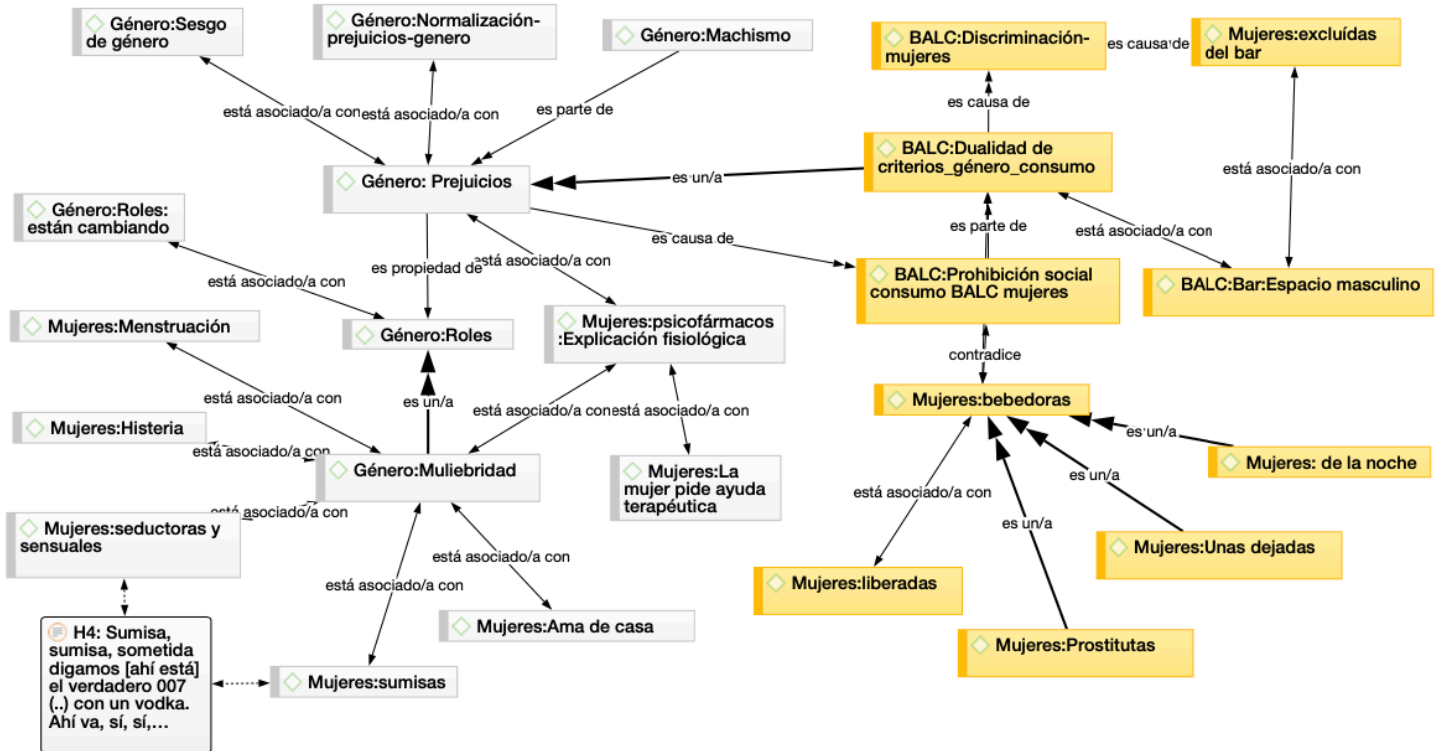 Género:Sesgo
de género
Género:Normalización-
prejuicios-genero
Género:Machismo
BALC:Discriminación-
mujeres
es causa de
Mujeres:excluídas
del bar
está asociado/a con
está asociado/a con
es parte de
es causa de
BALC:Dualidad de
criterios_género_consumo
está asociado/a con
Género: Prejuicios
es un/a
Género:Roles:
están cambiando
es parte de
está asociado/a con
es causa de
está asociado/a con
es propiedad de
está asociado/a con
BALC:Prohibición social
consumo BALC mujeres
BALC:Bar:Espacio masculino
Mujeres:Menstruación
Género:Roles
Mujeres:psicofármacos
:Explicación fisiológica
contradice
está asociado/a con
es un/a
está asociado/a con
está asociado/a con
Mujeres:bebedoras
Mujeres:Histeria
está asociado/a con
es un/a
Género:Muliebridad
Mujeres:La
mujer pide ayuda
terapéutica
Mujeres: de la noche
es un/a
está asociado/a con
está asociado/a con
es un/a
Mujeres:seductoras y
sensuales
está asociado/a con
está asociado/a con
Mujeres:Unas dejadas
Mujeres:liberadas
Mujeres:Ama de casa
Mujeres:Prostitutas
H4: Sumisa,
sumisa, sometida
digamos [ahí está]
el verdadero 007
(..) con un vodka.
Ahí va, sí, sí,…
Mujeres:sumisas